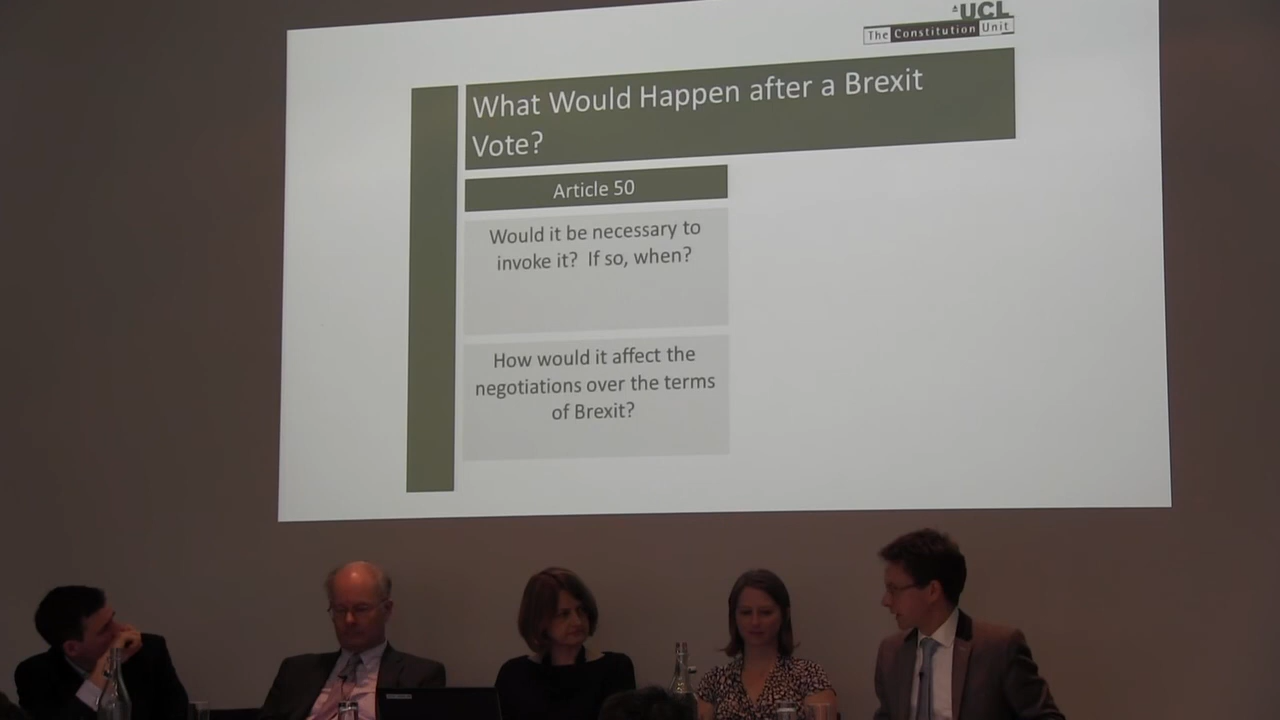 UCL
The Constitution Unit
What Would Happen after a Brexit
Vote?
Article 50
Would it be necessary to
invoke it? If so, when?
How would it affect the
negotiations over the terms
of Brexit?